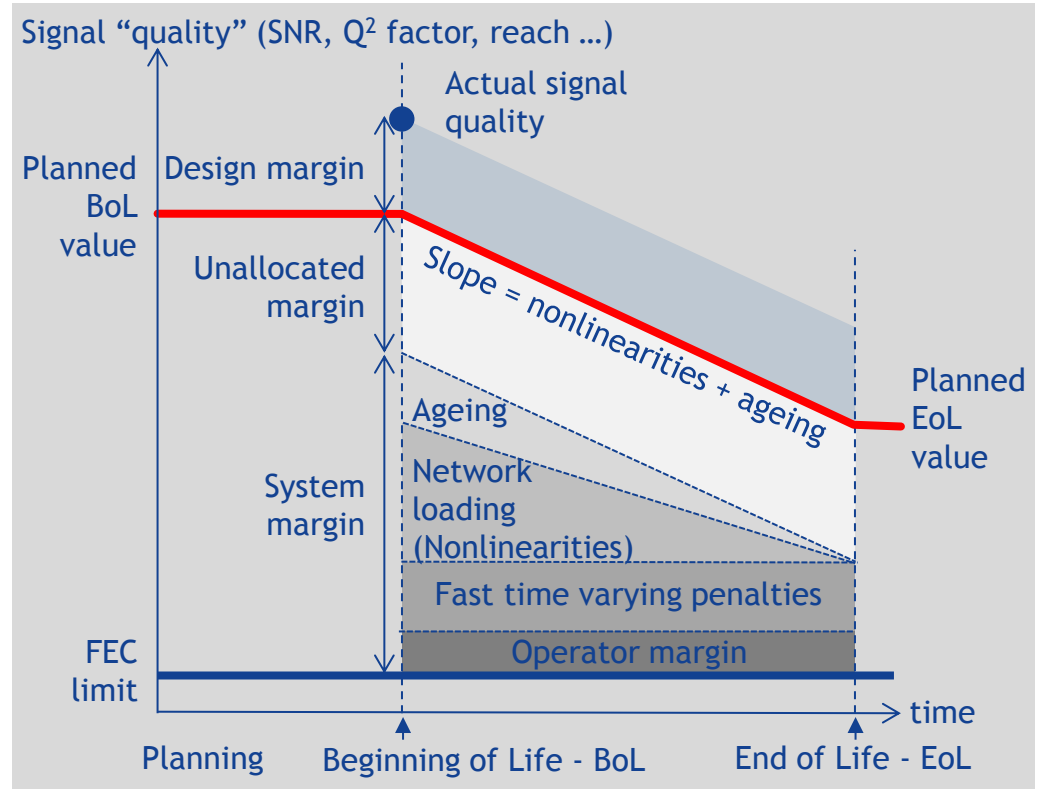 Signal “quality” (SNR, Q² factor, reach …)
Actual signal
quality
Planned
BoL
value
Design margin
Unallocated
margin
Slope = nonlinearities + ageing
Planned
EoL
value
Ageing
System
margin
Network
loading
(Nonlinearities)
Fast time varying penalties
Operator margin
FEC
limit
time
Planning
Beginning of Life - BoL
End of Life - EoL